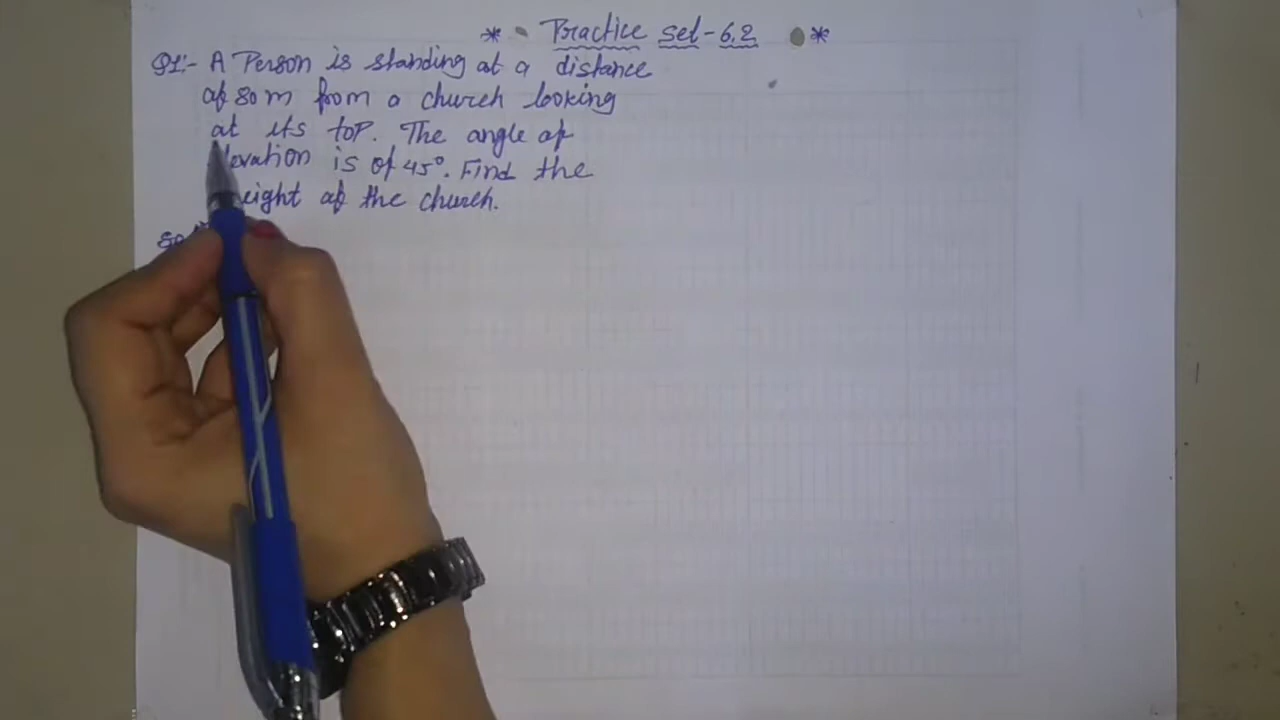 * Practice set-6.2 *
Q1:- A Person is standing at a distance
of 80 m from a church looking
at its top. The angle of
elevation is of 45°. Find the
height of the church.